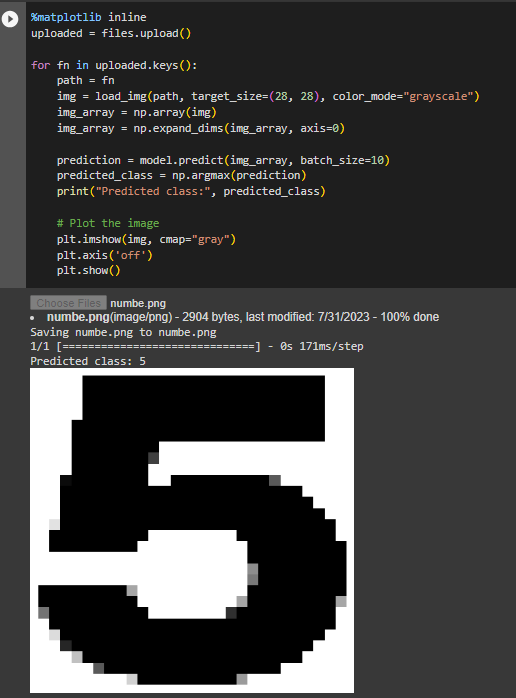 %matplotlib inline
uploaded = files.upload()
for fn in uploaded.keys():
path = fn
img = load_img(path, target_size=(28, 28), color_mode="grayscale")
img_array = np.array(img)
img_array = np.expand_dims(img_array, axis=0)
prediction = model.predict(img_array, batch_size=10)
predicted_class = np.argmax(prediction)
print("Predicted class:", predicted_class)
# Plot the image
plt.imshow(img, cmap="gray")
plt.axis('off')
plt.show()
Choose Files numbe.png
• numbe.png(image/png) - 2904 bytes, last modified: 7/31/2023 - 100% done
Saving numbe.png to numbe.png
1/1 [==============================] - 0s 171ms/step
Predicted class: 5
5